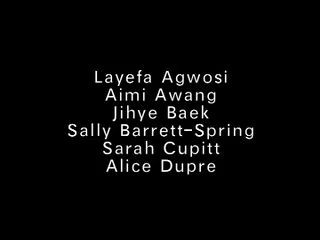 Layefa Agwosi
Aimi Awang
Jihye Baek
Sally Barrett-Spring
Sarah Cupitt
Alice Dupre